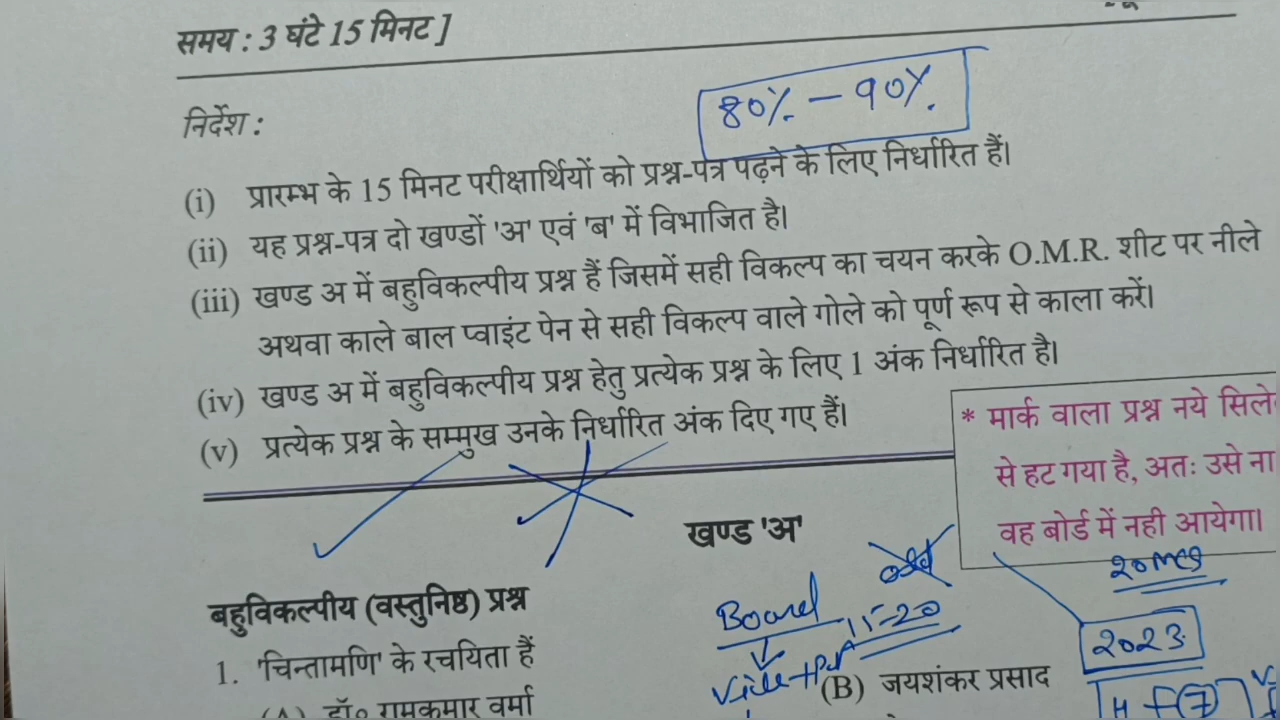 समय : 3 घंटे 15 मिनट ]
80% - 90%
निर्देश :
(i) प्रारम्भ के 15 मिनट परीक्षार्थियों को प्रश्न-पत्र पढ़ने के लिए निर्धारित हैं।
(ii) यह प्रश्न-पत्र दो खण्डों 'अ' एवं 'ब' में विभाजित है।
(iii) खण्ड अ में बहुविकल्पीय प्रश्न हैं जिसमें सही विकल्प का चयन करके O.M.R. शीट पर नीले
अथवा काले बाल प्वाइंट पेन से सही विकल्प वाले गोले को पूर्ण रूप से काला करें।
(iv) खण्ड अ में बहुविकल्पीय प्रश्न हेतु प्रत्येक प्रश्न के लिए 1 अंक निर्धारित है।
(v) प्रत्येक प्रश्न के सम्मुख उनके निर्धारित अंक दिए गए हैं।
* मार्क वाला प्रश्न नये सिले
से हट गया है, अतः उसे ना
वह बोर्ड में नही आयेगा।
खण्ड 'अ'
20 mcq
बहुविकल्पीय (वस्तुनिष्ठ) प्रश्न
Board
15-20
2023
1. 'चिन्तामणि' के रचयिता हैं
(A) डॉ० रामकुमार वर्मा
(B) जयशंकर प्रसाद